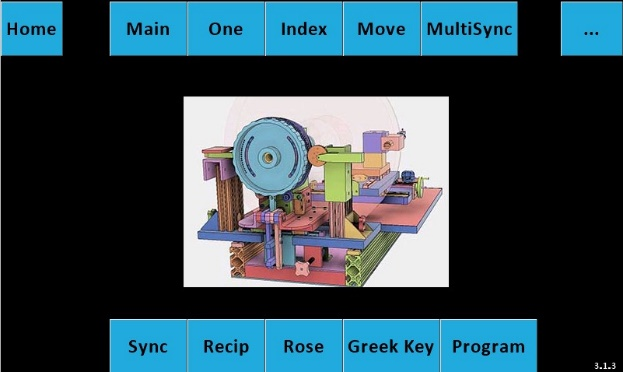 Home Main One Index Move MultiSync ...
Sync Recip Rose Greek Key Program
3.1.3